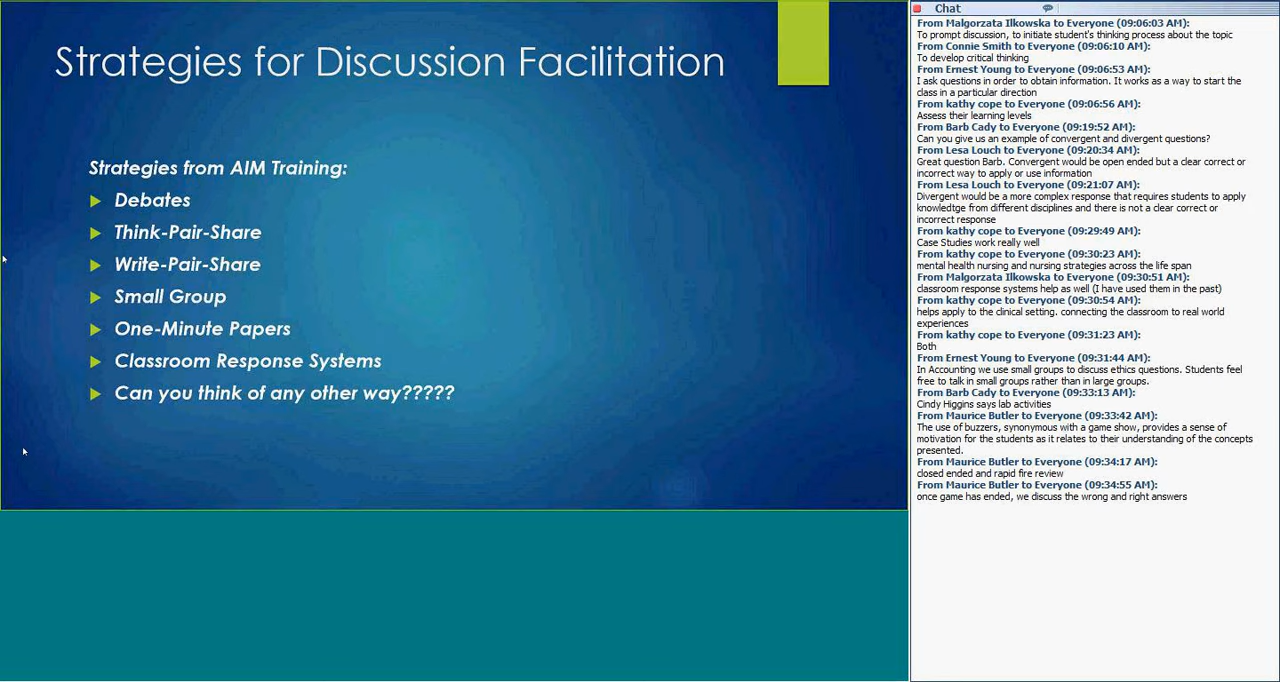 Strategies for Discussion Facilitation
Strategies from AIM Training:
Debates
Think-Pair-Share
Write-Pair-Share
Small Group
One-Minute Papers
Classroom Response Systems
Can you think of any other way?????
Chat
From Malgorzata Ilkowska to Everyone (09:06:03 AM):
To prompt discussion, to initiate student's thinking process about the topic
From Connie Smith to Everyone (09:06:10 AM):
To develop critical thinking
From Ernest Young to Everyone (09:06:53 AM):
I ask questions in order to obtain information. It works as a way to start the
class in a particular direction
From kathy cope to Everyone (09:06:56 AM):
Assess their learning levels
From Barb Cady to Everyone (09:19:52 AM):
Can you give us an example of convergent and divergent questions?
From Lesa Louch to Everyone (09:20:34 AM):
Great question Barb. Convergent would be open ended but a clear correct or
incorrect way to apply or use information
From Lesa Louch to Everyone (09:21:07 AM):
Divergent would be a more complex response that requires students to apply
knowledtge from different disciplines and there is not a clear correct or
incorrect response
From kathy cope to Everyone (09:29:49 AM):
Case Studies work really well
From kathy cope to Everyone (09:30:23 AM):
mental health nursing and nursing strategies across the life span
From Malgorzata Ilkowska to Everyone (09:30:51 AM):
classroom response systems help as well (I have used them in the past)
From kathy cope to Everyone (09:30:54 AM):
helps apply to the clinical setting. connecting the classroom to real world
experiences
From kathy cope to Everyone (09:31:23 AM):
Both
From Ernest Young to Everyone (09:31:44 AM):
In Accounting we use small groups to discuss ethics questions. Students feel
free to talk in small groups rather than in large groups.
From Barb Cady to Everyone (09:33:13 AM):
Cindy Higgins says lab activities
From Maurice Butler to Everyone (09:33:42 AM):
The use of buzzers, synonymous with a game show, provides a sense of
motivation for the students as it relates to their understanding of the concepts
presented.
From Maurice Butler to Everyone (09:34:17 AM):
closed ended and rapid fire review
From Maurice Butler to Everyone (09:34:55 AM):
once game has ended, we discuss the wrong and right answers